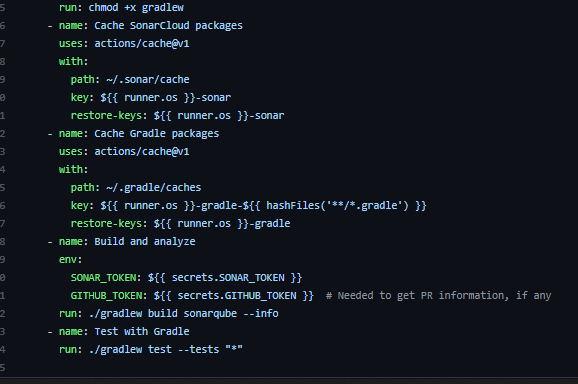 5 run: chmod +x gradlew
6 - name: Cache SonarCloud packages
7 uses: actions/cache@v1
8 with:
9 path: ~/.sonar/cache
0 key: ${{ runner.os }}-sonar
1 restore-keys: ${{ runner.os }}-sonar
2 - name: Cache Gradle packages
3 uses: actions/cache@v1
4 with:
5 path: ~/.gradle/caches
6 key: ${{ runner.os }}-gradle-${{ hashFiles('**/*.gradle') }}
7 restore-keys: ${{ runner.os }}-gradle
8 - name: Build and analyze
9 env:
0 SONAR_TOKEN: ${{ secrets.SONAR_TOKEN }}
1 GITHUB_TOKEN: ${{ secrets.GITHUB_TOKEN }}  # Needed to get PR information, if any
2 run: ./gradlew build sonarqube --info
3 - name: Test with Gradle
4 run: ./gradlew test --tests "*"
5